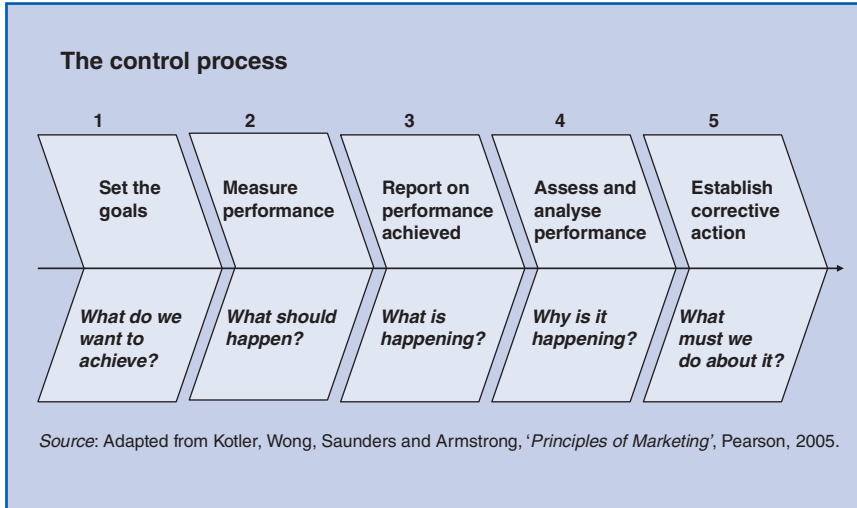 The control process
1
2
3
4
5
Set the
goals
Measure
performance
Report on
performance
achieved
Assess and
analyse
performance
Establish
corrective
action
What do we
want to
achieve?
What should
happen?
What is
happening?
Why is it
happening?
What
must we
do about it?
Source: Adapted from Kotler, Wong, Saunders and Armstrong, ‘Principles of Marketing’, Pearson, 2005.